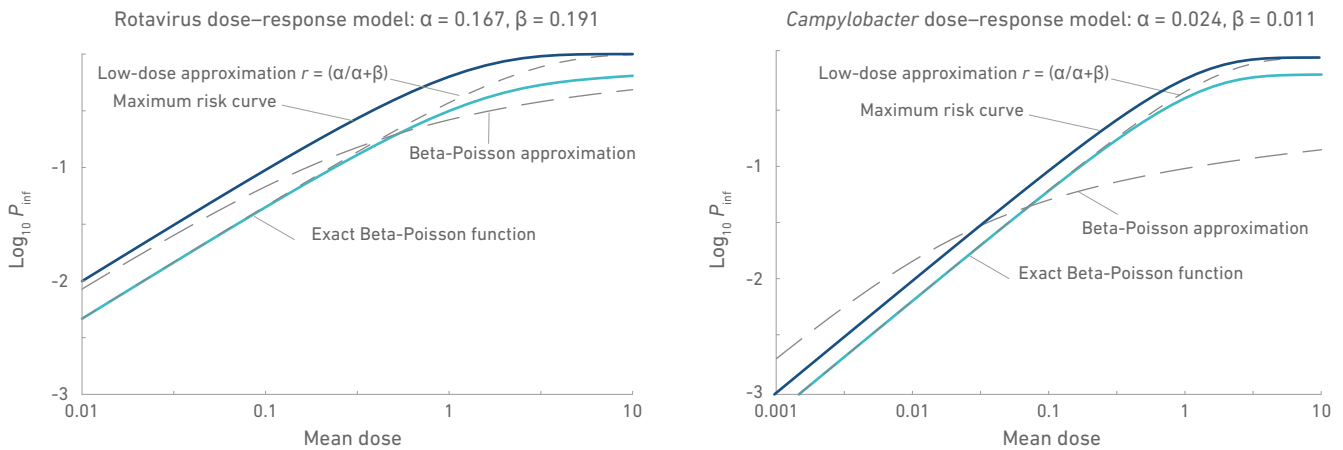 Rotavirus dose–response model: α = 0.167, β = 0.191
Low-dose approximation r = (α/α+β)
Maximum risk curve
Beta-Poisson approximation
Exact Beta-Poisson function
Log10 Pinf
-1
-2
-3
0.01
0.1
1
10
Mean dose
Campylobacter dose–response model: α = 0.024, β = 0.011
Low-dose approximation r = (α/α+β)
Maximum risk curve
Beta-Poisson approximation
Exact Beta-Poisson function
Log10 Pinf
-1
-2
-3
0.001
0.01
0.1
1
10
Mean dose